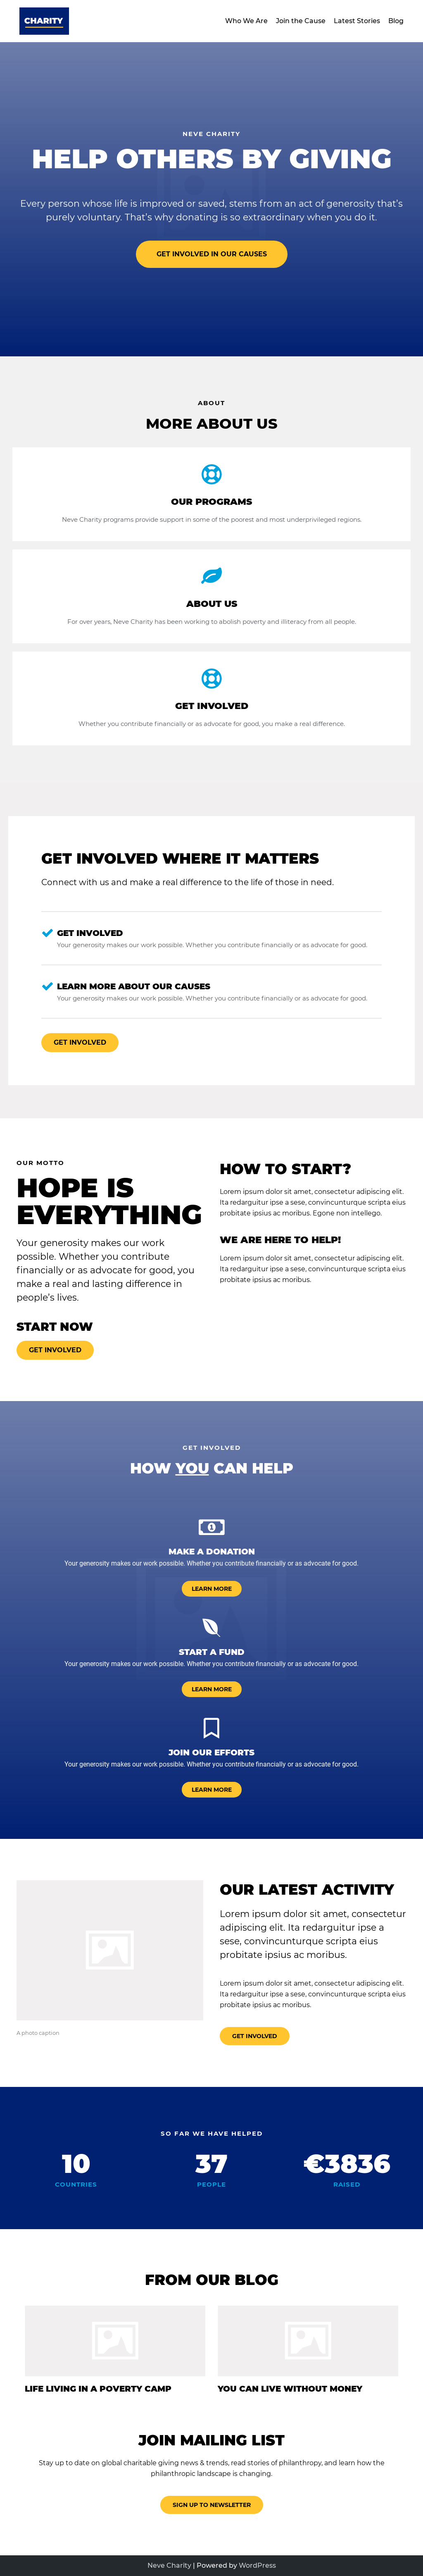 CHARITY
Who We Are Join the Cause Latest Stories Blog
NEVE CHARITY
HELP OTHERS BY GIVING
Every person whose life is improved or saved, stems from an act of generosity that's
purely voluntary. That's why donating is so extraordinary when you do it.
GET INVOLVED IN OUR CAUSES
ABOUT
MORE ABOUT US
OUR PROGRAMS
Neve Charity programs provide support in some of the poorest and most underprivileged regions.
ABOUT US
For over years, Neve Charity has been working to abolish poverty and illiteracy from all people.
GET INVOLVED
Whether you contribute financially or as advocate for good, you make a real difference.
GET INVOLVED WHERE IT MATTERS
Connect with us and make a real difference to the life of those in need.
GET INVOLVED
Your generosity makes our work possible. Whether you contribute financially or as advocate for good.
LEARN MORE ABOUT OUR CAUSES
Your generosity makes our work possible. Whether you contribute financially or as advocate for good.
GET INVOLVED
OUR MOTTO
HOPE IS
EVERYTHING
Your generosity makes our work
possible. Whether you contribute
financially or as advocate for good, you
make a real and lasting difference in
people's lives.
START NOW
GET INVOLVED
HOW TO START?
Lorem ipsum dolor sit amet, consectetur adipiscing elit.
Ita redarguitur ipse a sese, convincunturque scripta eius
probitate ipsius ac moribus. Egone non intellego.
WE ARE HERE TO HELP!
Lorem ipsum dolor sit amet, consectetur adipiscing elit.
Ita redarguitur ipse a sese, convincunturque scripta eius
probitate ipsius ac moribus.
GET INVOLVED
HOW YOU CAN HELP
MAKE A DONATION
Your generosity makes our work possible. Whether you contribute financially or as advocate for good.
LEARN MORE
START A FUND
Your generosity makes our work possible. Whether you contribute financially or as advocate for good.
LEARN MORE
JOIN OUR EFFORTS
Your generosity makes our work possible. Whether you contribute financially or as advocate for good.
LEARN MORE
A photo caption
OUR LATEST ACTIVITY
Lorem ipsum dolor sit amet, consectetur
adipiscing elit. Ita redarguitur ipse a
sese, convincunturque scripta eius
probitate ipsius ac moribus.
Lorem ipsum dolor sit amet, consectetur adipiscing elit.
Ita redarguitur ipse a sese, convincunturque scripta eius
probitate ipsius ac moribus.
GET INVOLVED
SO FAR WE HAVE HELPED
10 37 €3836
COUNTRIES PEOPLE RAISED
FROM OUR BLOG
LIFE LIVING IN A POVERTY CAMP
YOU CAN LIVE WITHOUT MONEY
JOIN MAILING LIST
Stay up to date on global charitable giving news & trends, read stories of philanthropy, and learn how the
philanthropic landscape is changing.
SIGN UP TO NEWSLETTER
Neve Charity | Powered by WordPress